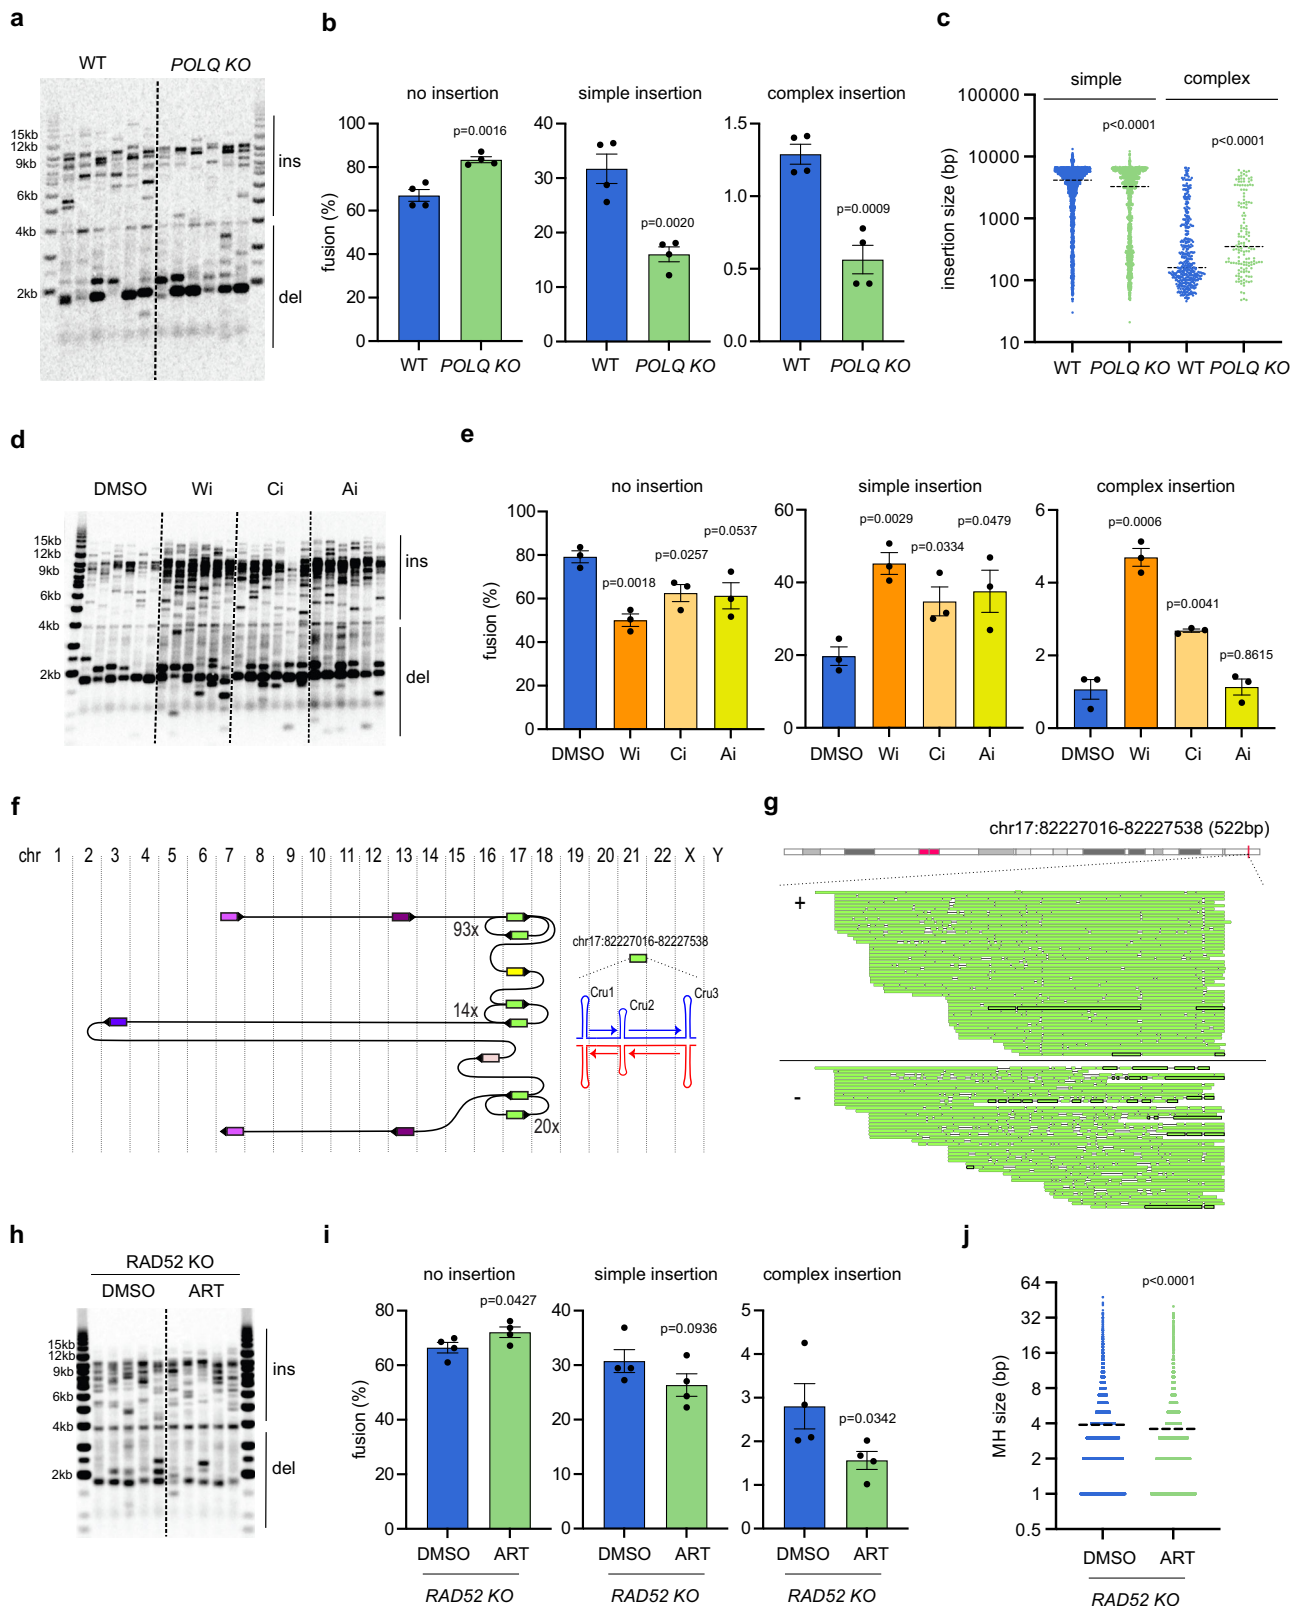 a
WT
POLQ KO
15kb
12kb
9kb
6kb
4kb
2kb
ins
del
b
no insertion
simple insertion
complex insertion
fusion (%)
100
80
60
40
20
0
p=0.0016
WT
POLQ KO
40
30
20
10
0
p=0.0020
WT
POLQ KO
1.5
1.0
0.5
0.0
p=0.0009
WT
POLQ KO
c
simple
complex
insertion size (bp)
100000
10000
1000
100
10
p<0.0001
p<0.0001
WT
POLQ KO
WT
POLQ KO
d
DMSO
Wi
Ci
Ai
15kb
12kb
9kb
6kb
4kb
2kb
ins
del
e
no insertion
simple insertion
complex insertion
fusion (%)
100
80
60
40
20
0
p=0.0018
p=0.0257
p=0.0537
DMSO
Wi
Ci
Ai
60
40
20
0
p=0.0029
p=0.0334
p=0.0479
DMSO
Wi
Ci
Ai
6
4
2
0
p=0.0006
p=0.0041
p=0.8615
DMSO
Wi
Ci
Ai
f
chr 1 2 3 4 5 6 7 8 9 10 11 12 13 14 15 16 17 18 19 20 21 22 X Y
93x
14x
20x
chr17:82227016-82227538
Cru1
Cru2
Cru3
g
chr17:82227016-82227538 (522bp)
+
-
h
RAD52 KO
DMSO
ART
15kb
12kb
9kb
6kb
4kb
2kb
ins
del
i
no insertion
simple insertion
complex insertion
fusion (%)
80
60
40
20
0
p=0.0427
DMSO
ART
RAD52 KO
40
30
20
10
0
p=0.0936
DMSO
ART
RAD52 KO
5
4
3
2
1
0
p=0.0342
DMSO
ART
RAD52 KO
j
MH size (bp)
64
32
16
8
4
2
1
0.5
p<0.0001
DMSO
ART
RAD52 KO